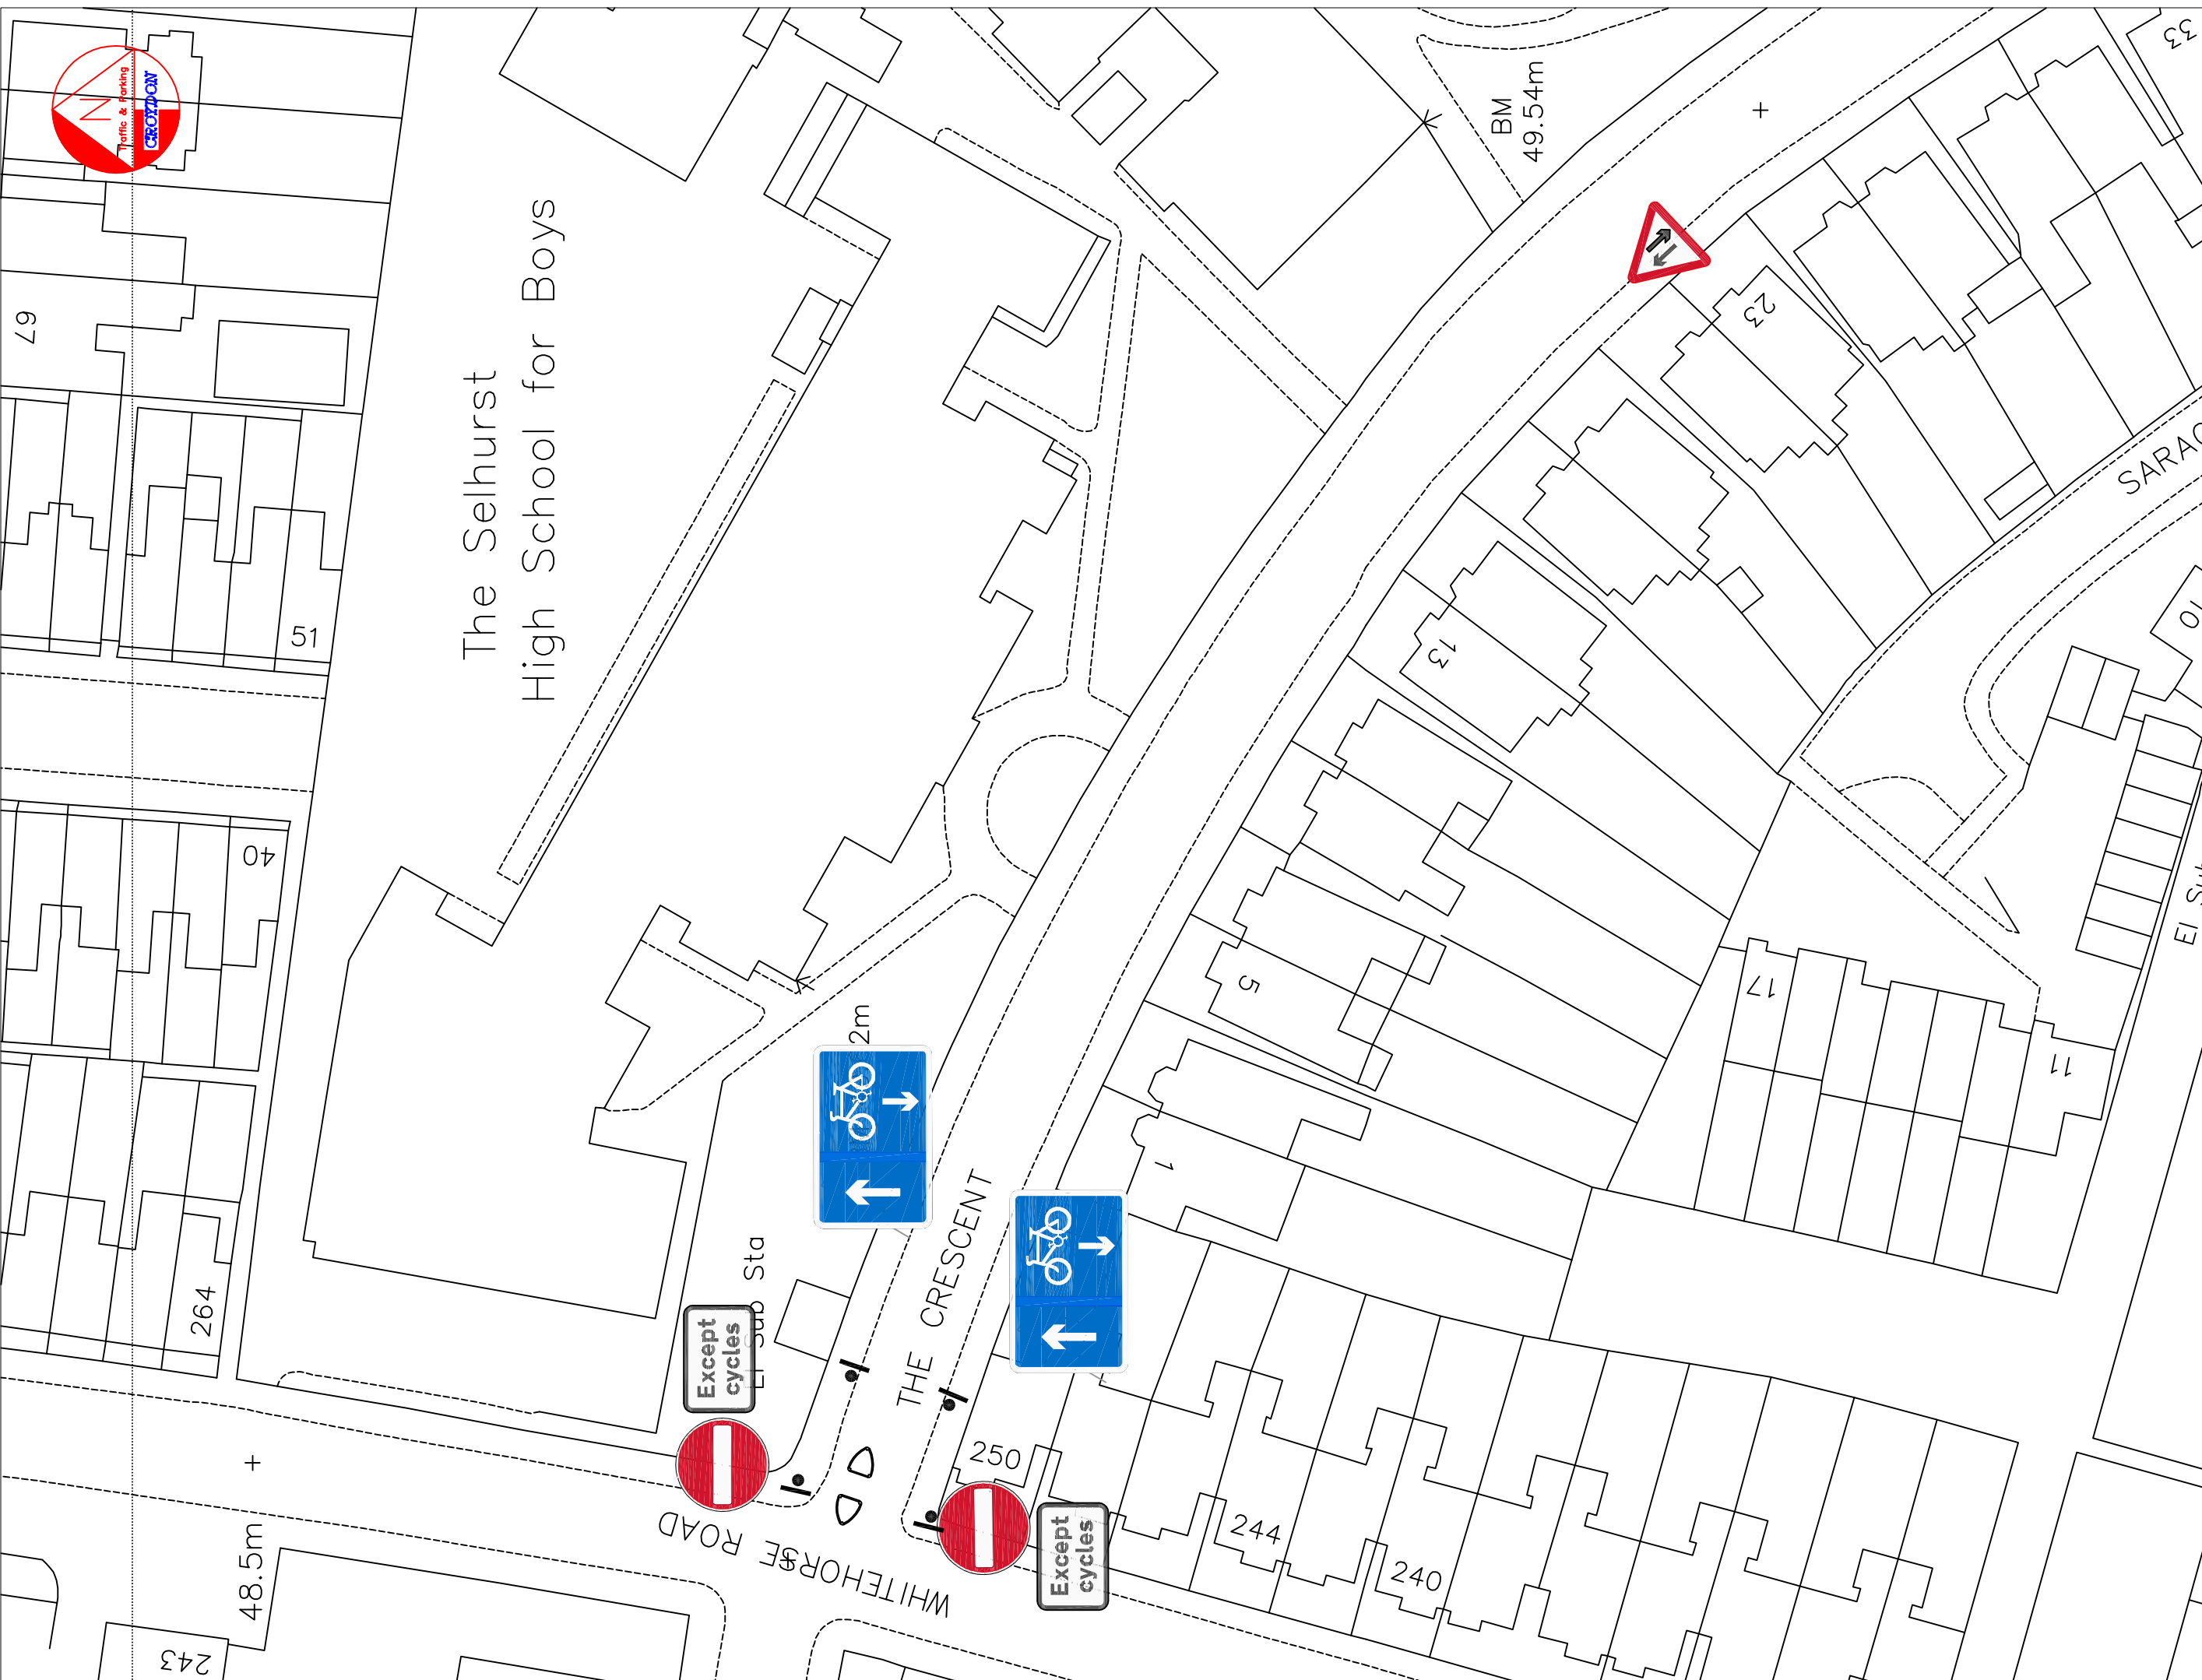 N
Traffic & Parking
CROYDON
33
BM
49.54m
67
The Selhurst
High School for Boys
23
51
13
10
40
5
17
2m
11
1
THE CRESCENT
264
El Sub Sta
Except
cycles
250
WHITEHORSE ROAD
244
Except
cycles
240
48.5m
243